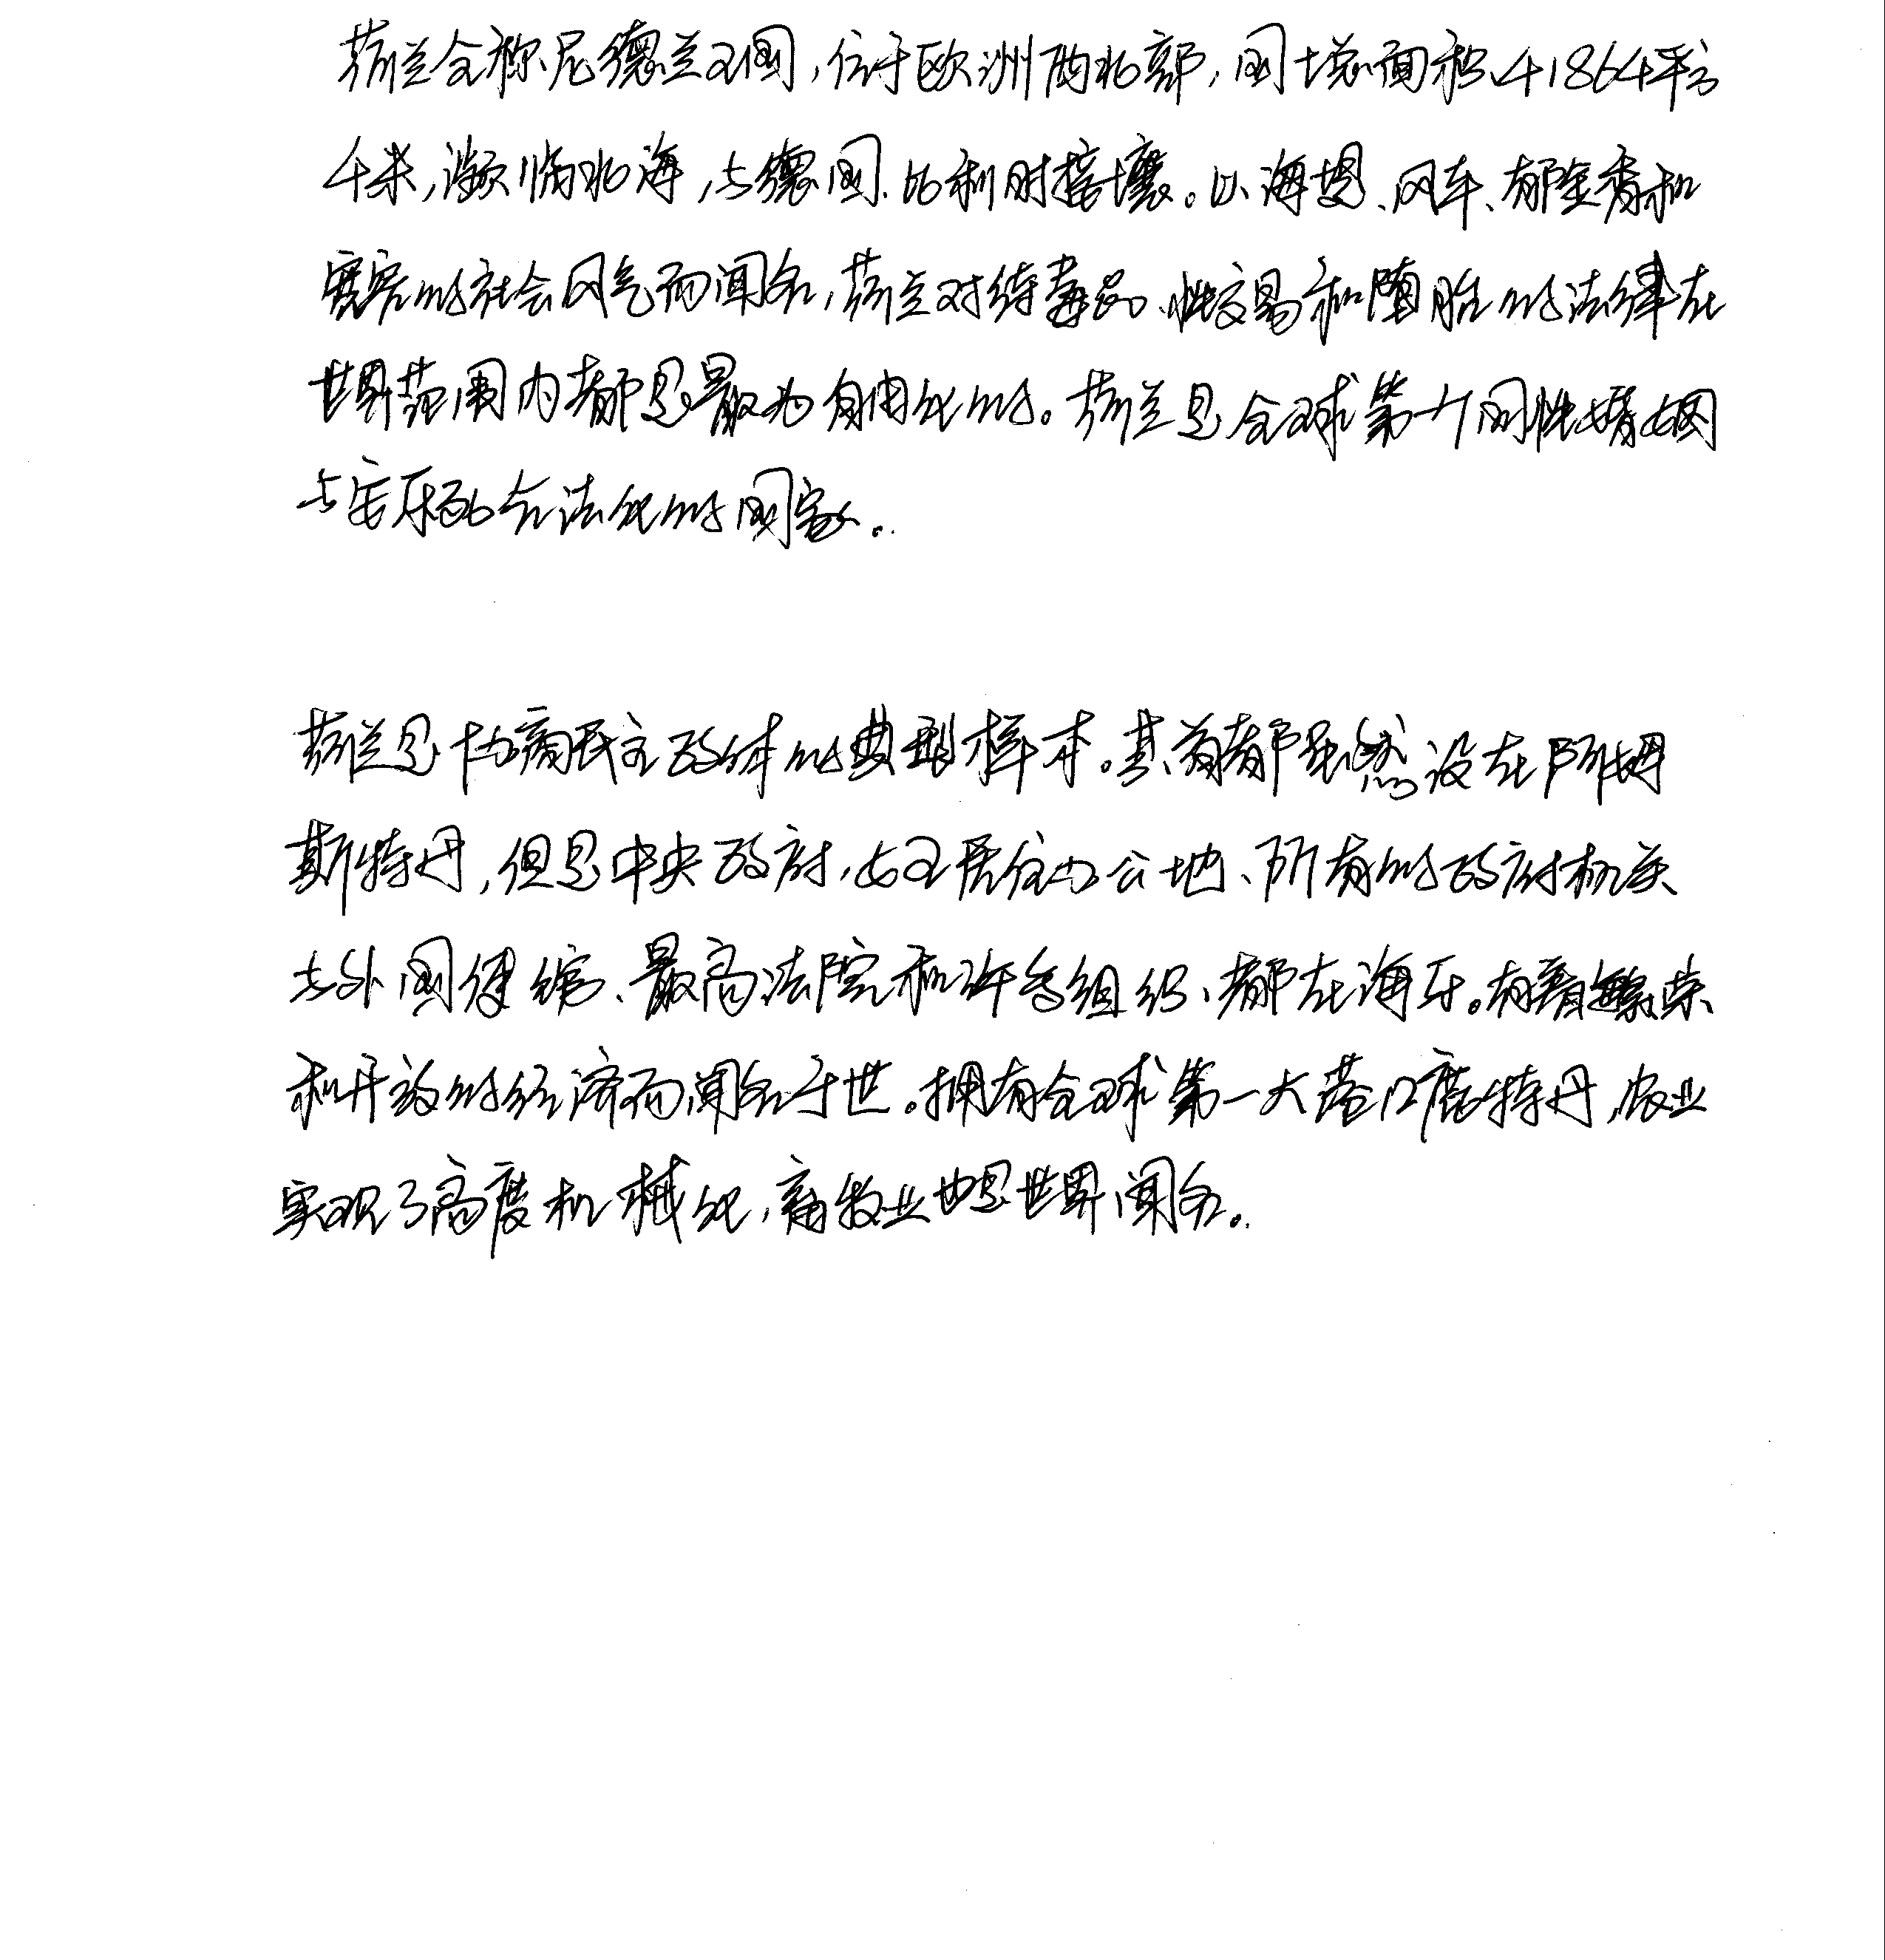 荷兰全称尼德兰王国,位于欧洲西北部,国土总面积41864平方
千米,濒临北海,与德国、比利时接壤。以海堤、风车、郁金香和
宽容的社会风气而闻名,荷兰对待毒品、性交易和堕胎的法律在
世界范围内都是最为自由化的。荷兰是全球第一个同性婚姻
与安乐死合法化的国家。
荷兰是协商民主政体的典型样本。其首都虽然设在阿姆
斯特丹,但是中央政府,女王居住办公地、所有的政府机关
与外国使馆、最高法院和许多组织、都在海牙。有着繁荣
和开放的经济而闻名于世。拥有全球第一大港口鹿特丹,农业
实现了高度机械化,畜牧业也是世界闻名。